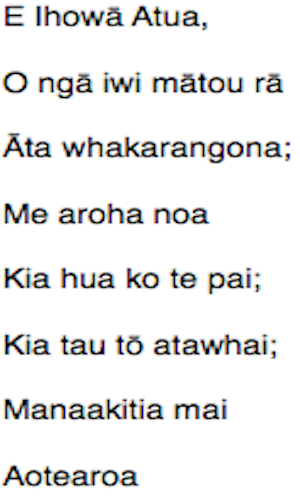 E Ihowā Atua,
O ngā iwi mātou rā
Āta whakarangona;
Me aroha noa
Kia hua ko te pai;
Kia tau tō atawhai;
Manaakitia mai
Aotearoa